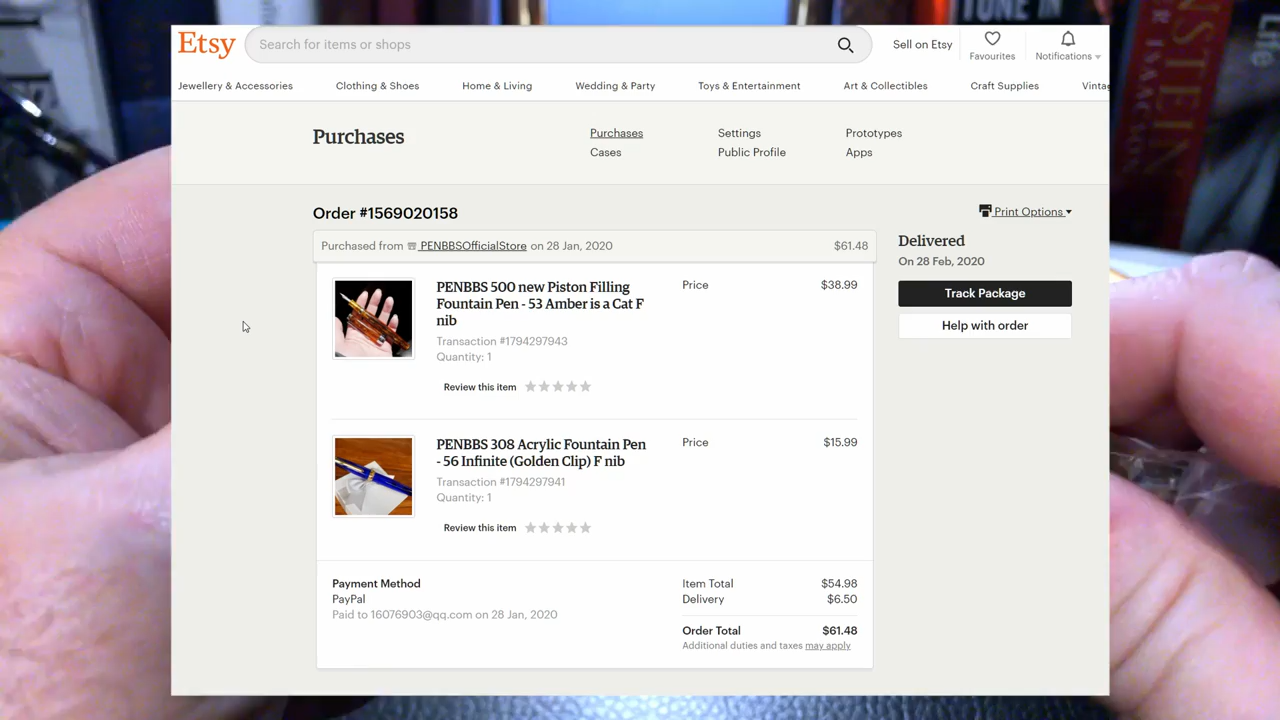 TUNE IN
Etsy
Search for items or shops
Sell on Etsy
Favourites
Notifications
Jewellery & Accessories
Clothing & Shoes
Home & Living
Wedding & Party
Toys & Entertainment
Art & Collectibles
Craft Supplies
Vintag
Purchases
Purchases
Settings
Prototypes
Cases
Public Profile
Apps
Order #1569020158
Print Options
Purchased from PENBBSOfficialStore on 28 Jan, 2020
$61.48
Delivered
On 28 Feb, 2020
Track Package
Help with order
PENBBS 500 new Piston Filling
Fountain Pen - 53 Amber is a Cat F
nib
Price
$38.99
Transaction #1794297943
Quantity: 1
Review this item
PENBBS 308 Acrylic Fountain Pen
- 56 Infinite (Golden Clip) F nib
Price
$15.99
Transaction #1794297941
Quantity: 1
Review this item
Payment Method
PayPal
Paid to 16076903@qq.com on 28 Jan, 2020
Item Total
$54.98
Delivery
$6.50
Order Total
$61.48
Additional duties and taxes may apply
ISAACSON
Life